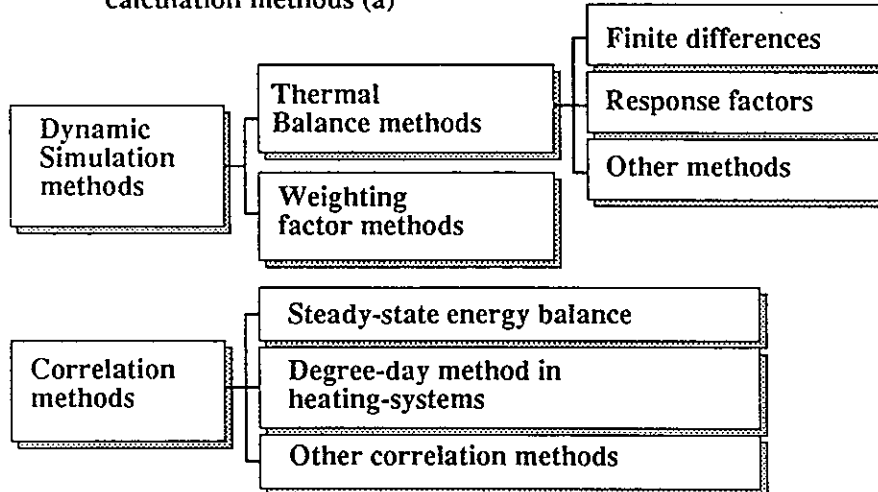 calculation methods (a)
Finite differences
Thermal
Balance methods
Response factors
Dynamic
Simulation
methods
Other methods
Weighting
factor methods
Steady-state energy balance
Correlation
methods
Degree-day method in
heating-systems
Other correlation methods